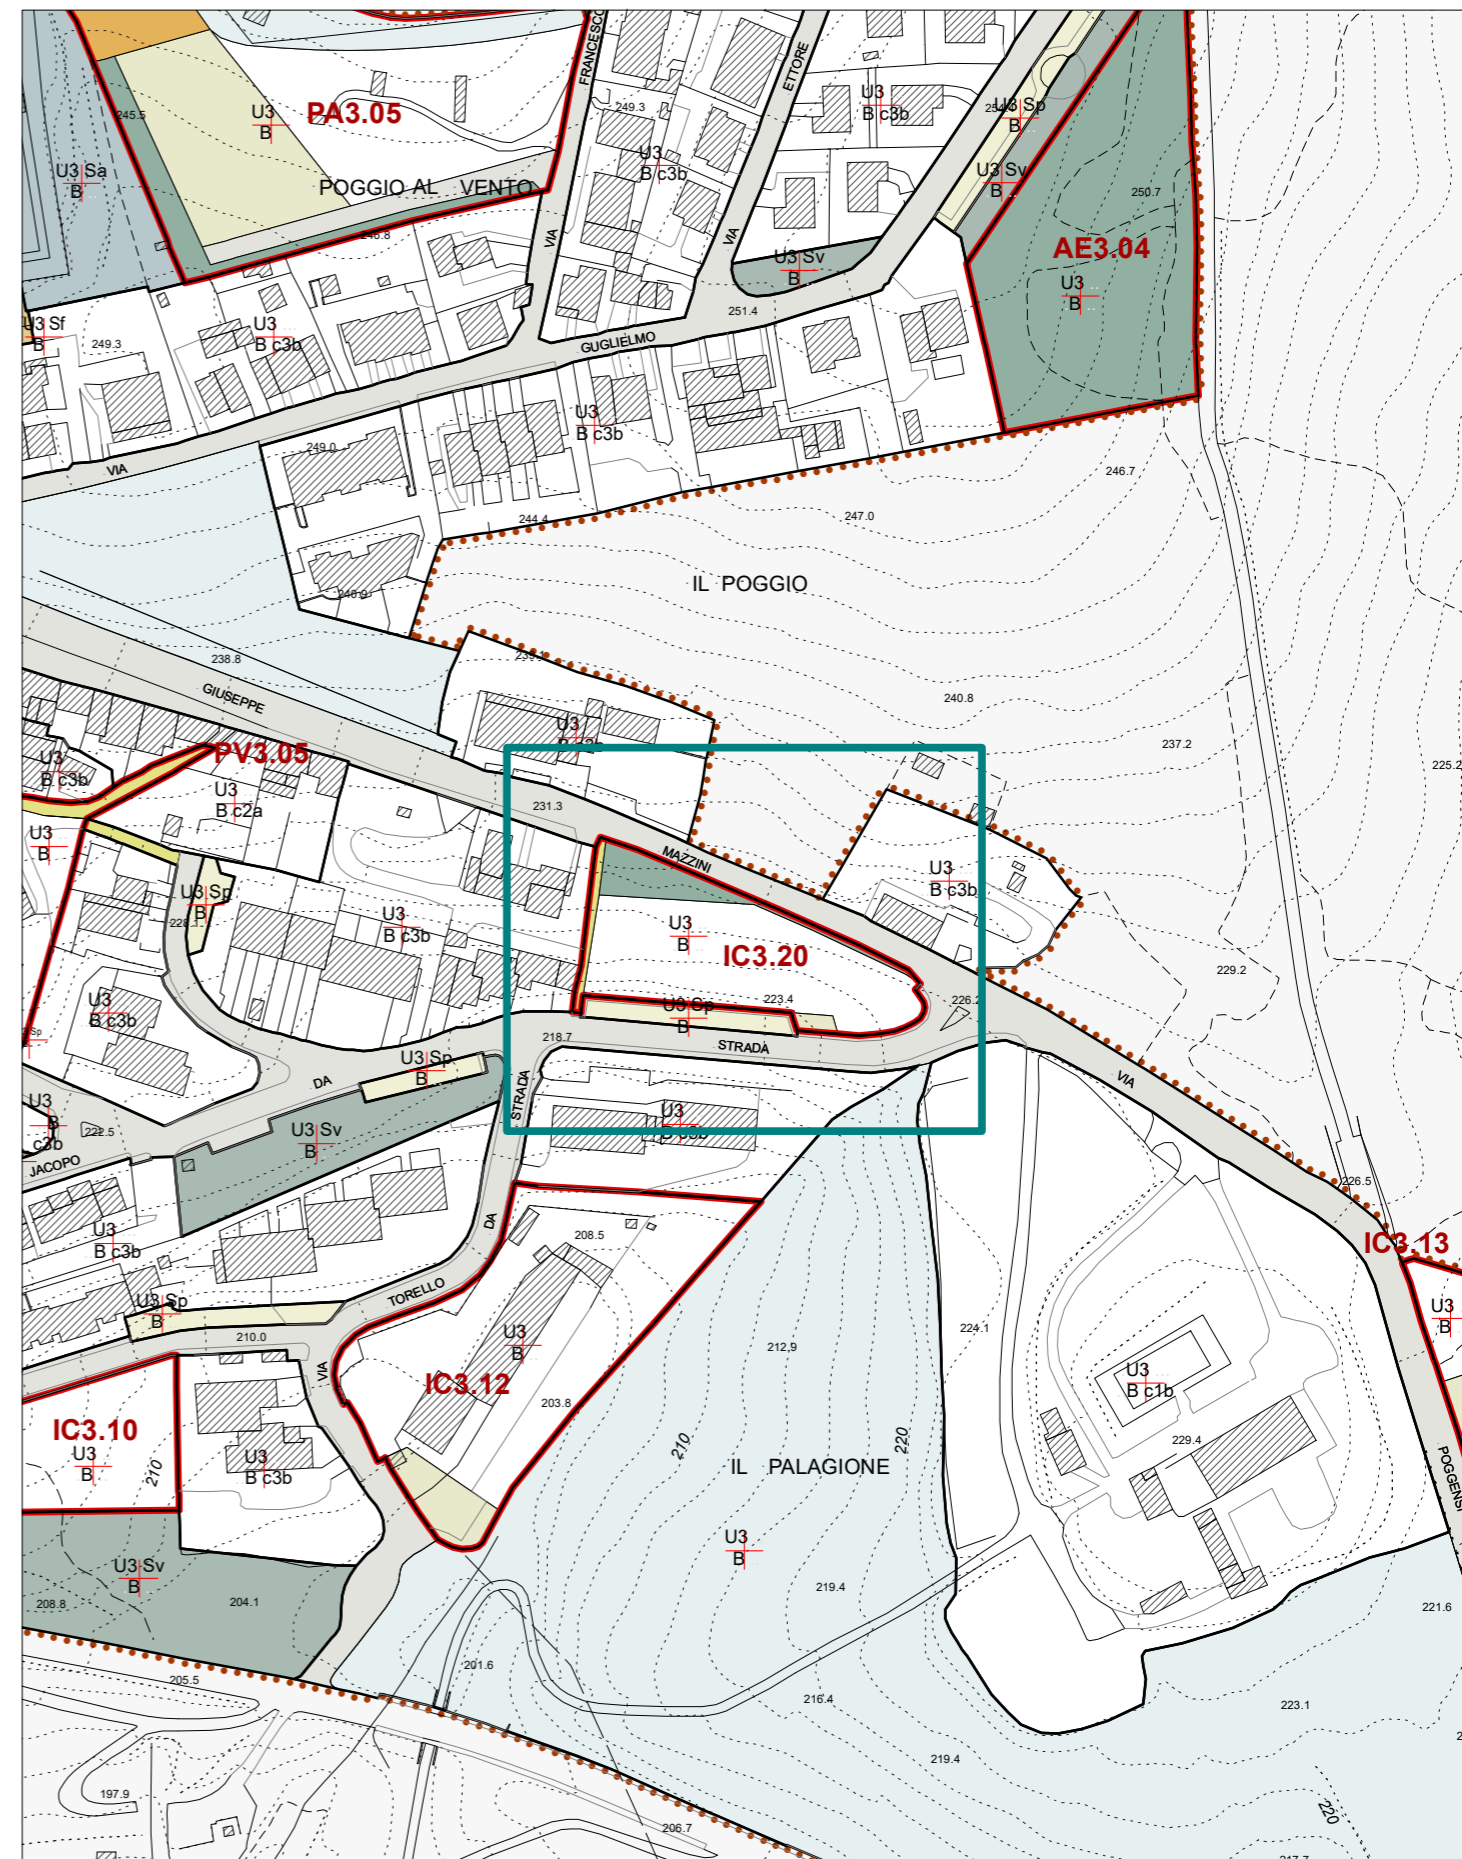 FRANCESCO
ETTORE
245.5
U3
B
PA3.05
249.3
U3
B c3b
U3 Sp
B
U3
B c3b
U3 Sa
B
POGGIO AL VENTO
U3 Sv
B
250.7
246.8
VIA
VIA
U3 Sv
B
AE3.04
U3
B
U3 Sf
B
249.3
U3
B c3b
251.4
GUGLIELMO
U3
B c3b
249.0
VIA
246.7
244.4
247.0
IL POGGIO
240.9
238.8
GIUSEPPE
240.8
U3
237.2
PV3.05
U3
B c3b
225.2
U3
B c2a
231.3
U3
B
MAZZINI
U3
B c3b
U3 Sp
B
U3
B c3b
U3
B
IC3.20
229.2
U3
B c3b
223.4
U3 Sp
B
226.2
Sp
218.7
STRADA
U3 Sp
B
DA
VIA
STRADA
U3
B
c3b
222.5
U3
U3 Sv
B
JACOPO
226.5
DA
U3
B c3b
208.5
IC3.13
TORELLO
U3 Sp
B
U3
B
210.0
224.1
212,9
U3
B
VIA
IC3.12
U3
B c1b
203.8
IC3.10
U3
B
210
U3
B c3b
210
220
229.4
IL PALAGIONE
POGGENSI
U3
B
U3 Sv
B
219.4
208.8
204.1
221.6
201.6
205.5
216.4
223.1
219.4
197.9
220
206.7